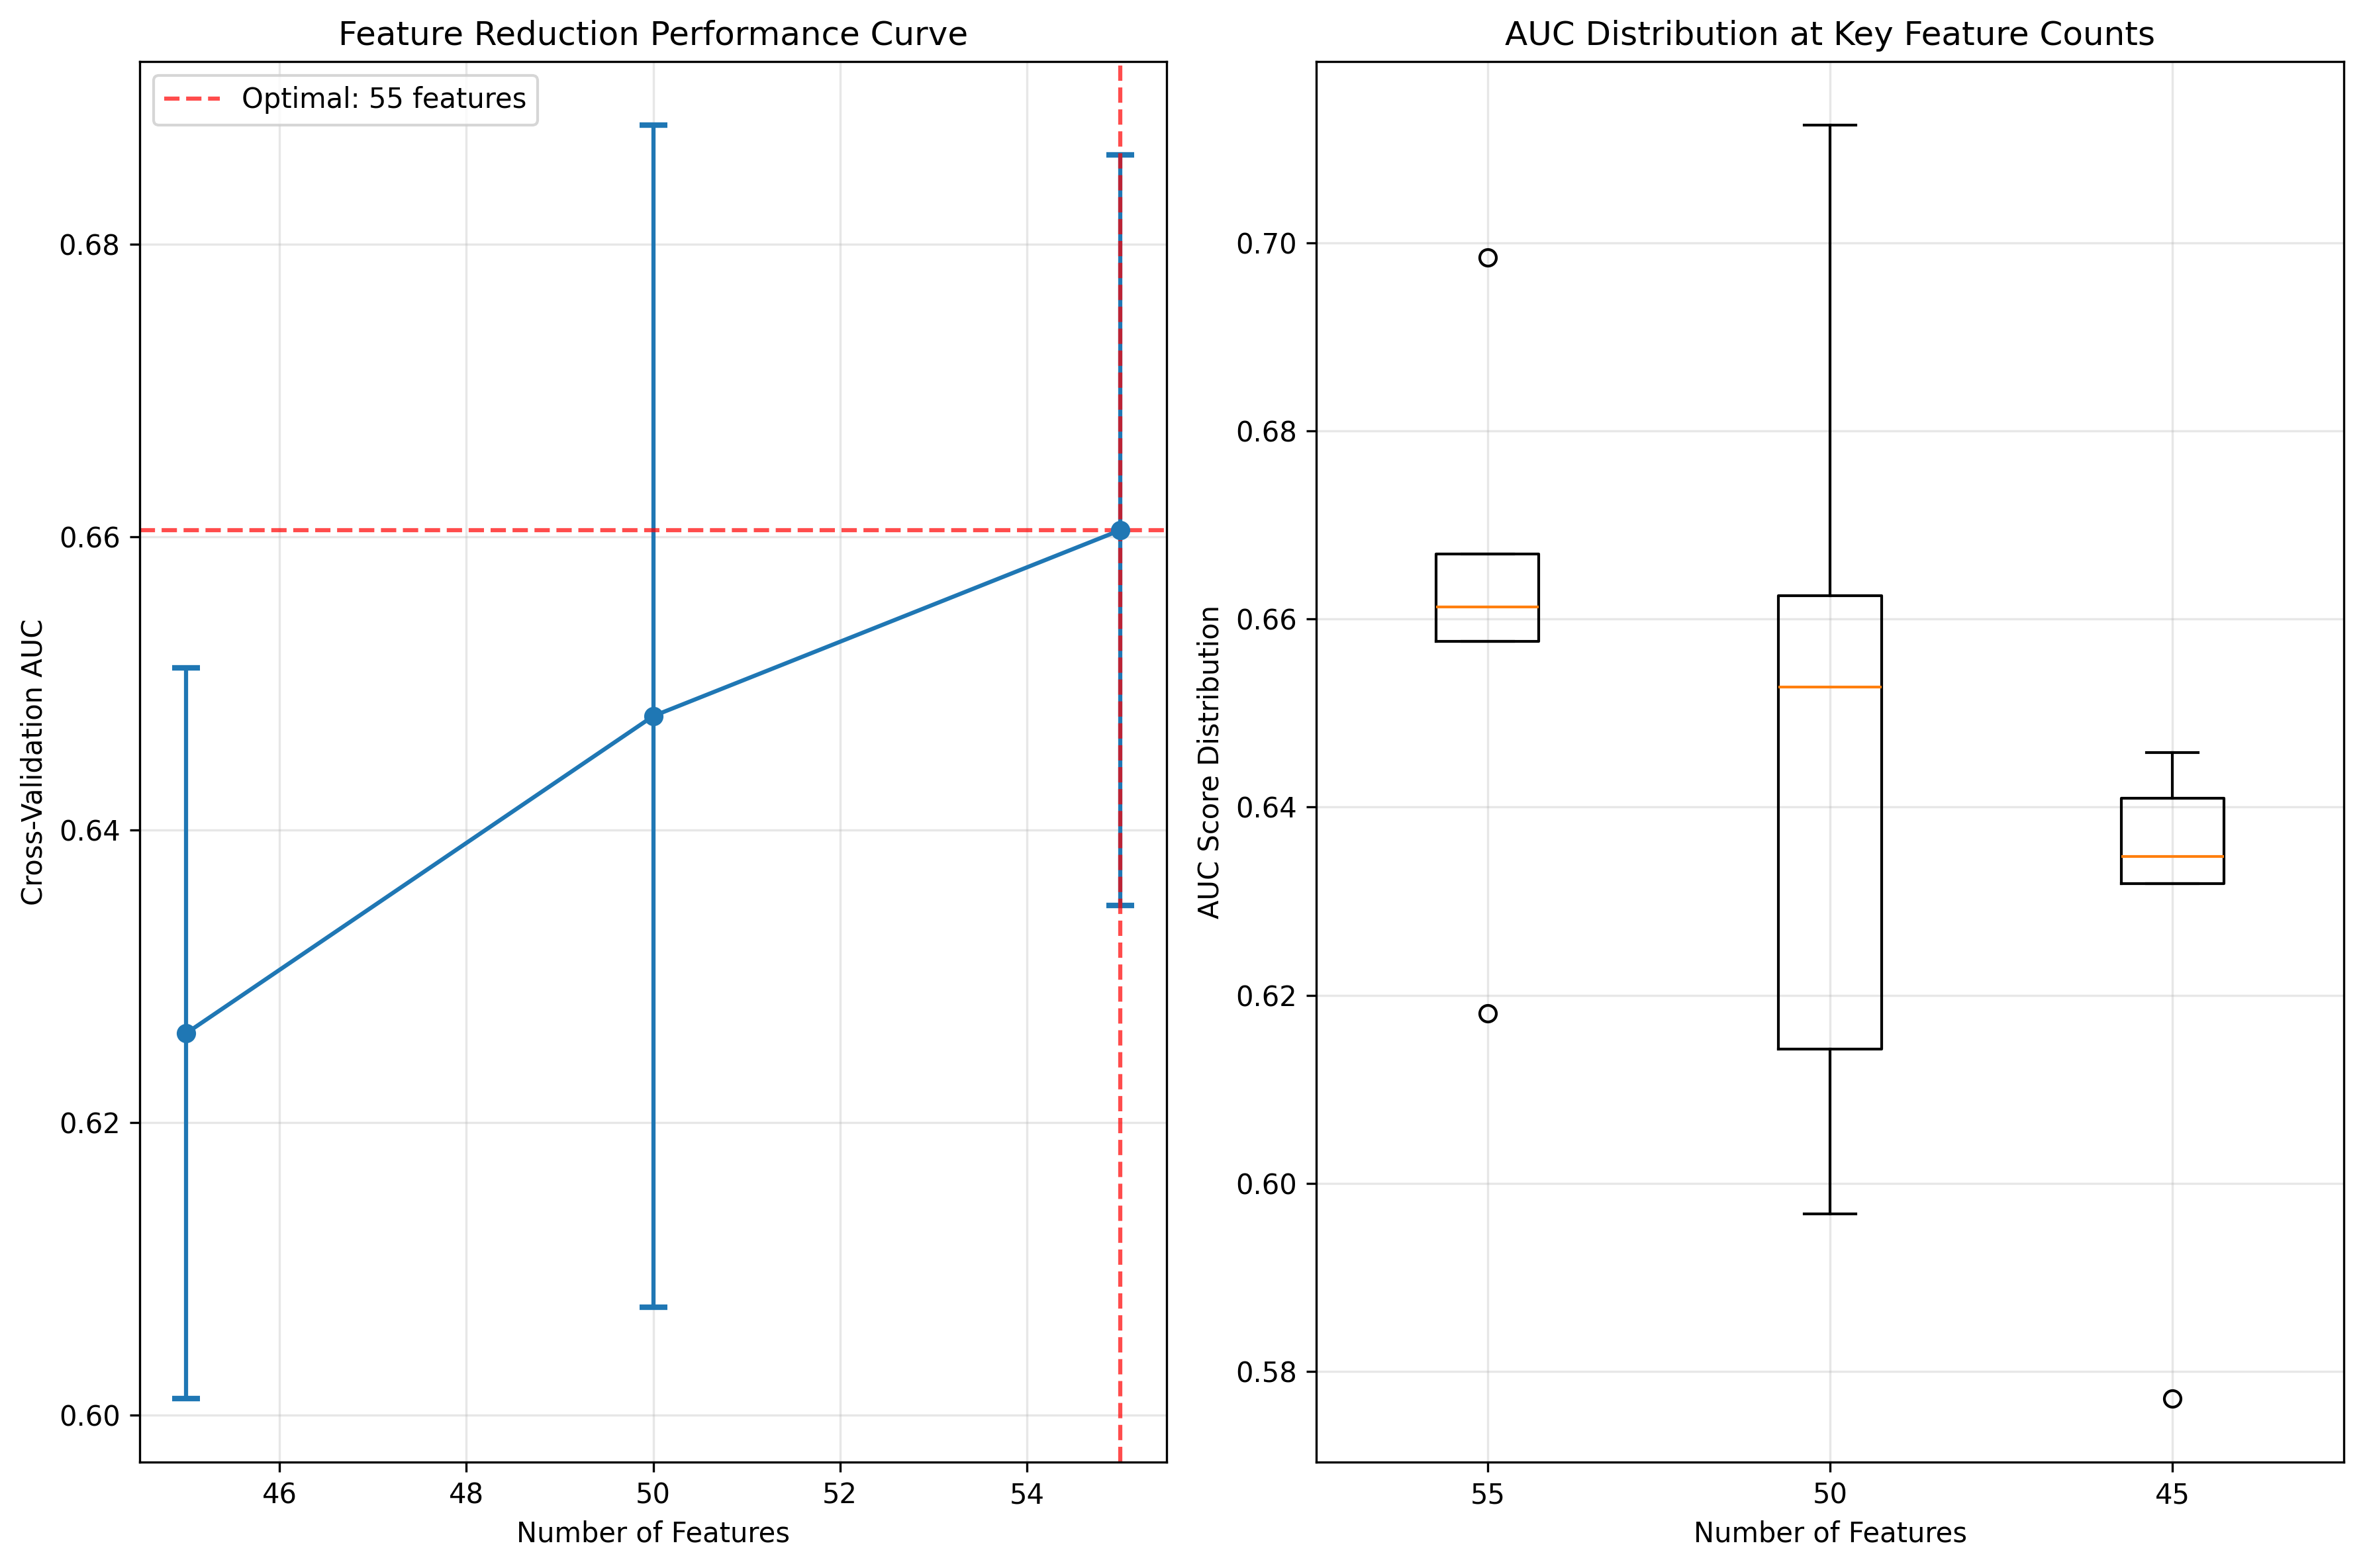 Feature Reduction Performance Curve
Optimal: 55 features
Cross-Validation AUC
0.68
0.66
0.64
0.62
0.60
46 48 50 52 54
Number of Features
AUC Distribution at Key Feature Counts
AUC Score Distribution
0.70
0.68
0.66
0.64
0.62
0.60
0.58
55 50 45
Number of Features